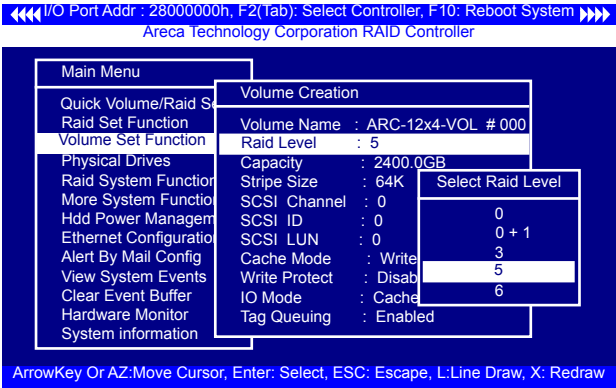 I/O Port Addr : 28000000h, F2(Tab): Select Controller, F10: Reboot System
Areca Technology Corporation RAID Controller
Main Menu
Quick Volume/Raid Se
Raid Set Function
Volume Set Function
Physical Drives
Raid System Function
More System Function
Hdd Power Managem
Ethernet Configuratio
Alert By Mail Config
View System Events
Clear Event Buffer
Hardware Monitor
System information
Volume Creation
Volume Name : ARC-12x4-VOL # 000
Raid Level : 5
Capacity : 2400.0GB
Stripe Size : 64K
SCSI Channel : 0
SCSI ID : 0
SCSI LUN : 0
Cache Mode : Write
Write Protect : Disab
IO Mode : Cache
Tag Queuing : Enabled
Select Raid Level
0
0 + 1
3
5
6
ArrowKey Or AZ:Move Cursor, Enter: Select, ESC: Escape, L:Line Draw, X: Redraw